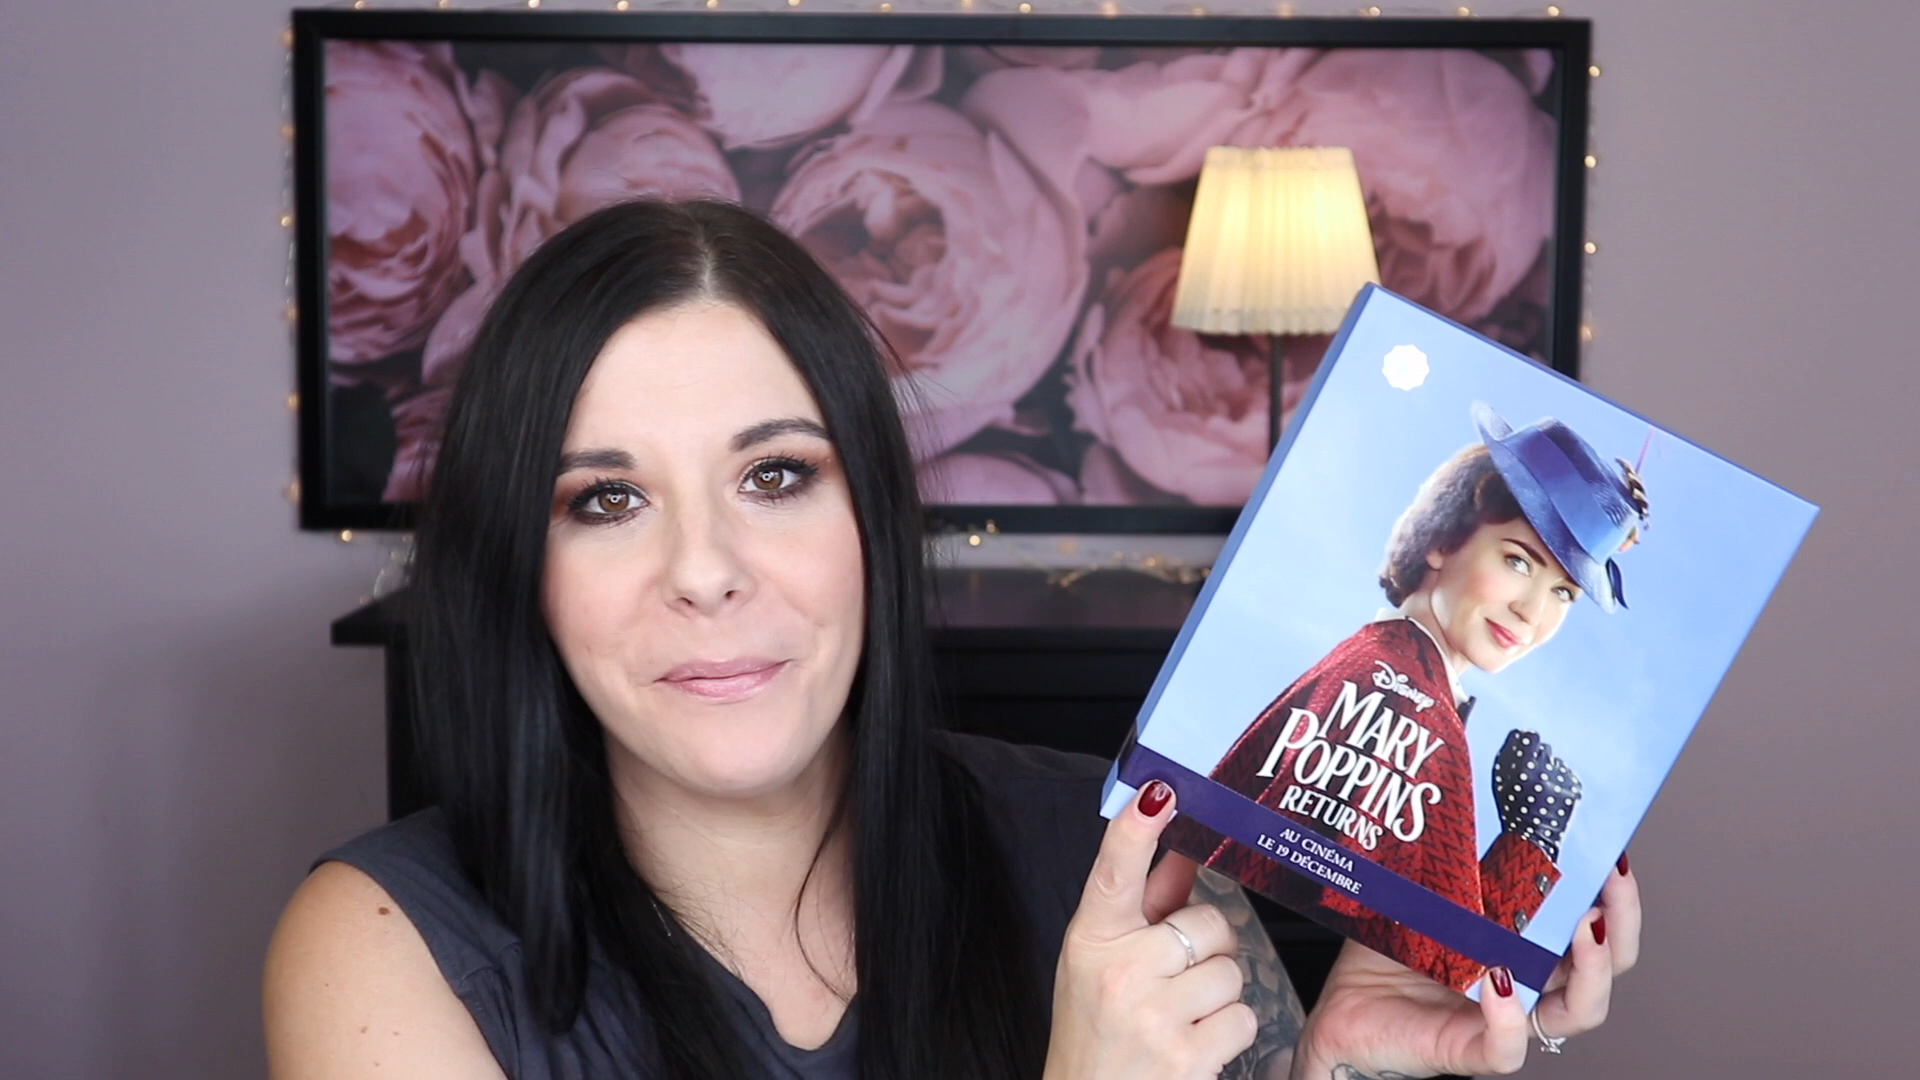 Disney
MARY
POPPINS
RETURNS
AU CINÉMA
LE 19 DÉCEMBRE